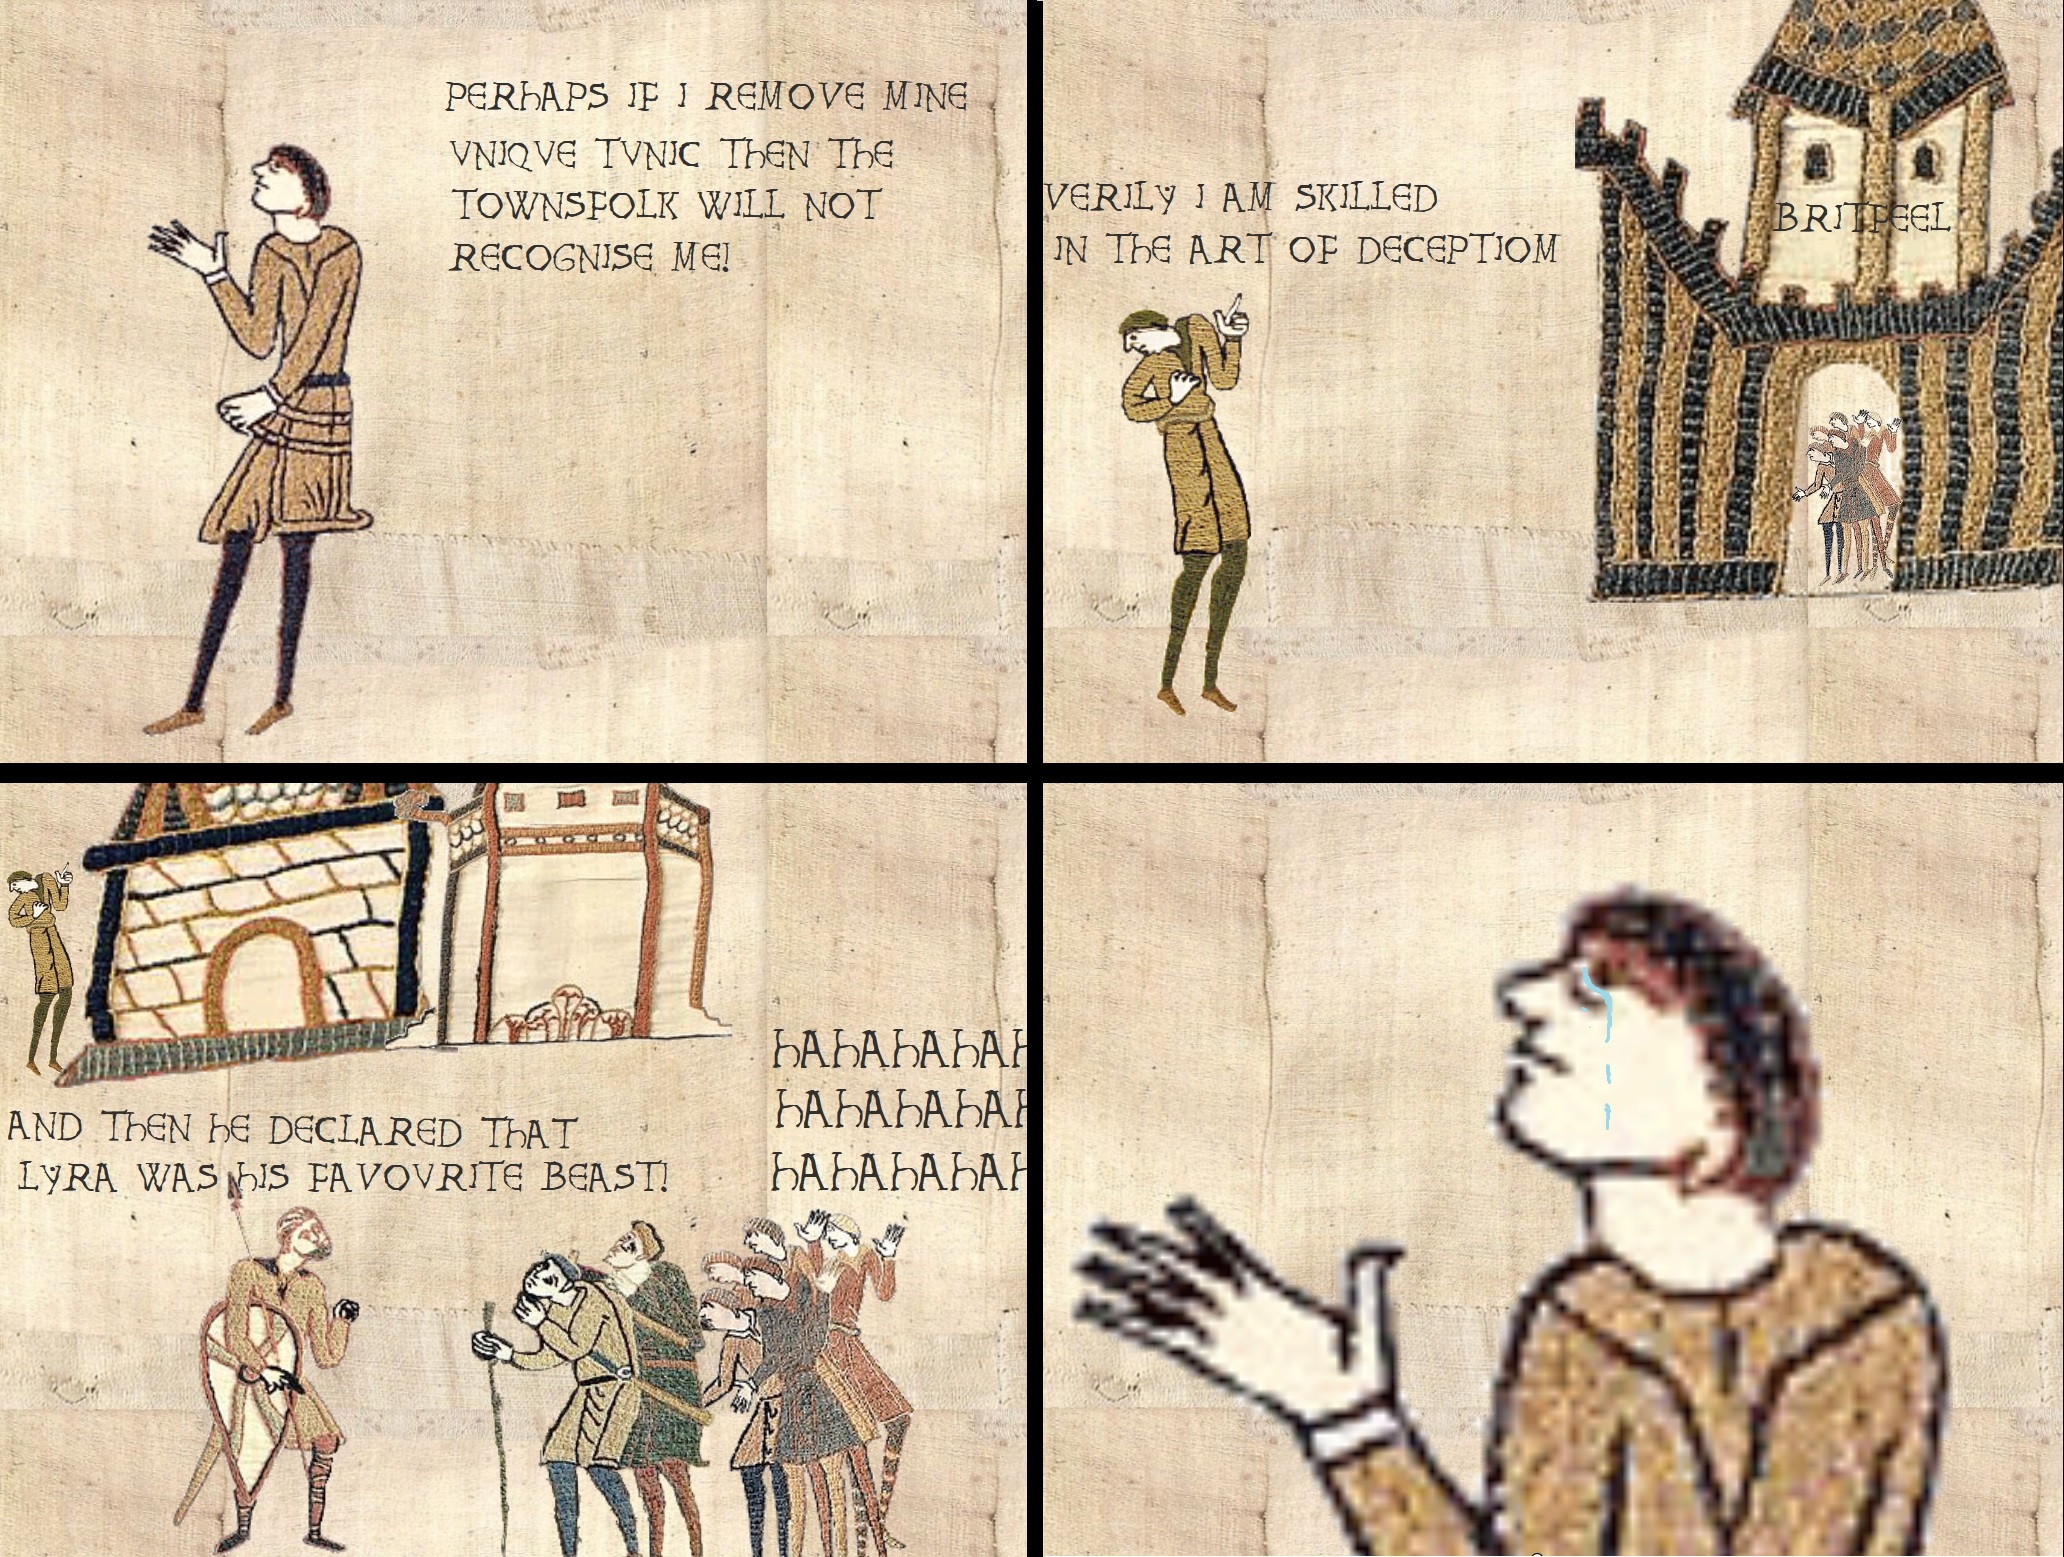 PERHAPS IF I REMOVE MINE
VNIQVE TVNIC THEN THE
TOWNSFOLK WILL NOT
RECOGNISE ME!
VERILY I AM SKILLED
IN THE ART OF DECEPTIOM
BRITPEEL
AND THEN HE DECLARED THAT
LYRA WAS HIS FAVOVRITE BEAST!
HAHAHAHAH
HAHAHAHAH
HAHAHAHAH